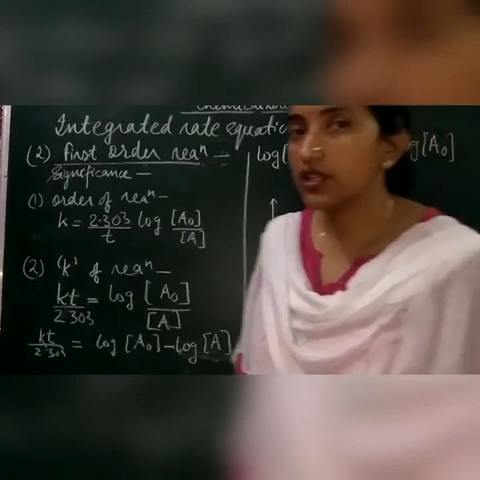 Integrated rate
(2) first order reaⁿ :-
Significance -
(1) order of reaⁿ -
k = 2.303/t log [A₀]/[A]
(2) 'k' of reaⁿ -
kt/2.303 = log [A₀]/[A]
kt/2.303 = log [A₀] - log [A]
log[
[A₀]